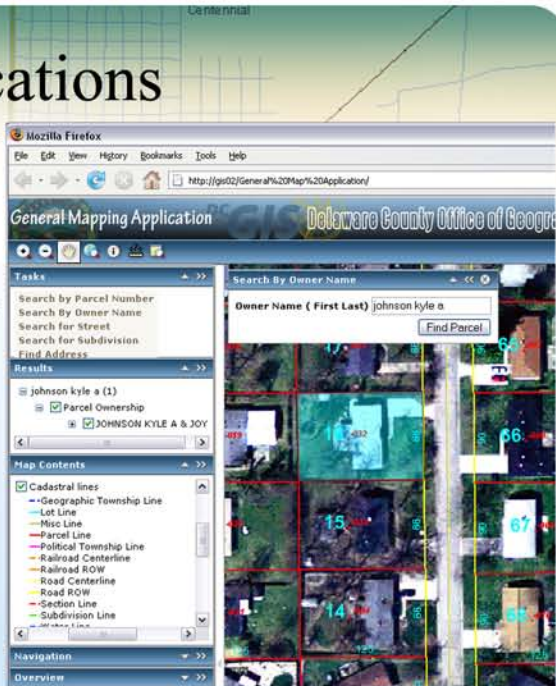 Centennial
cations
Mozilla Firefox
File Edit View History Bookmarks Tools Help
http://gis02/General%20Map%20Application/
General Mapping Application
GIS
Delaware County Office of Geogr
Tasks
Search by Parcel Number
Search By Owner Name
Search for Street
Search for Subdivision
Find Address
Results
johnson kyle a (1)
Parcel Ownership
JOHNSON KYLE A & JOY
Map Contents
Cadastral lines
Geographic Township Line
Lot Line
Misc Line
Parcel Line
Political Township Line
Railroad Centerline
Railroad ROW
Road Centerline
Road ROW
Section Line
Subdivision Line
Water Line
Navigation
Overview
Search By Owner Name
Owner Name ( First Last) johnson kyle a
Find Parcel
17
65
16
-032
66
15
67
14
68
125